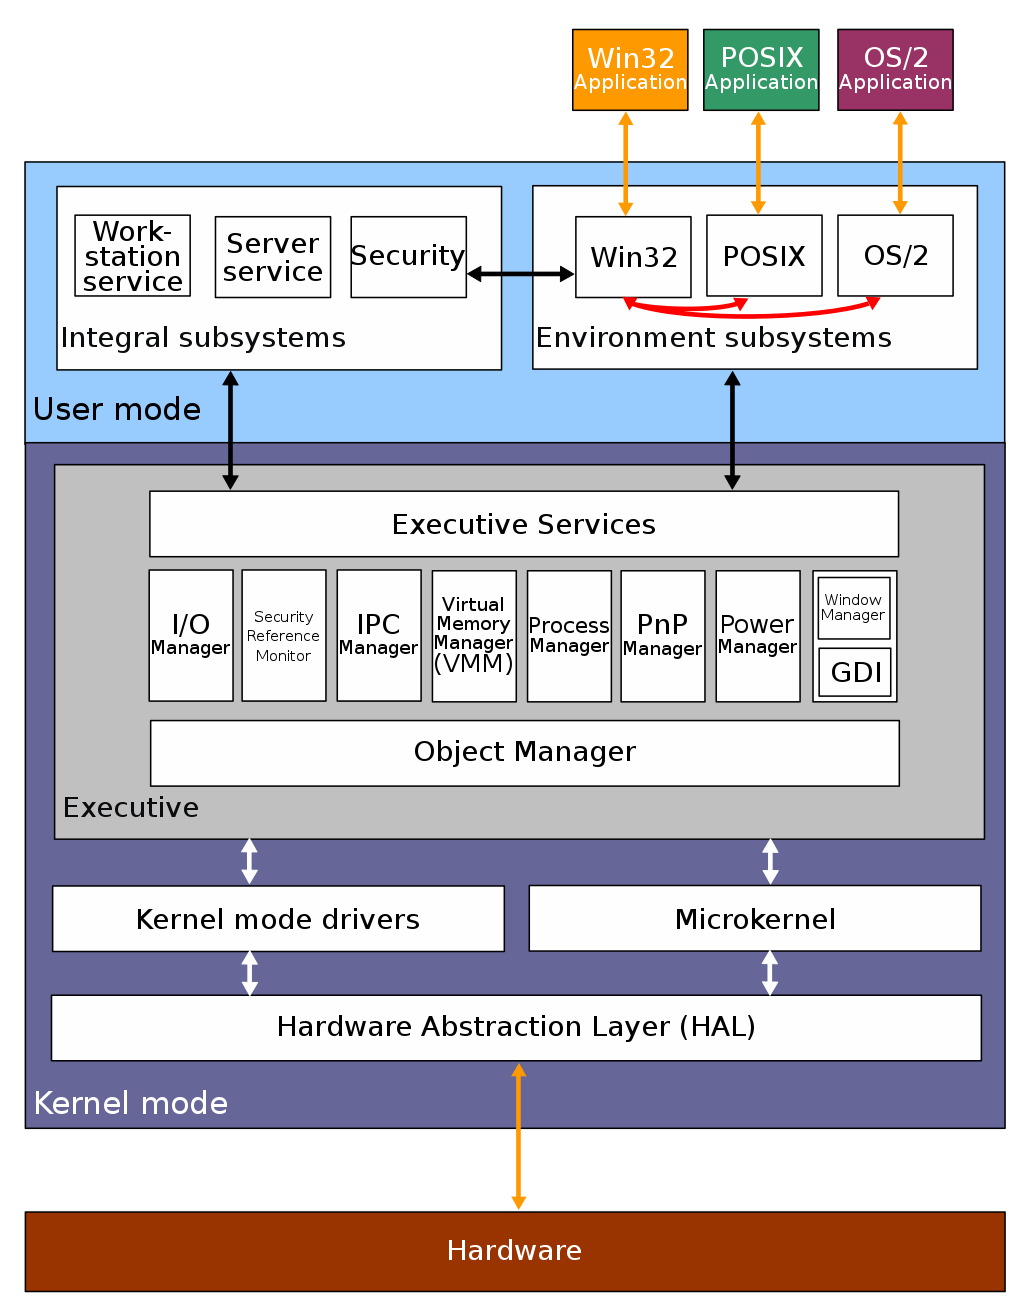 Win32
Application
POSIX
Application
OS/2
Application
Work-
station
service
Server
service
Security
Integral subsystems
Win32
POSIX
OS/2
Environment subsystems
User mode
Executive Services
I/O
Manager
Security
Reference
Monitor
IPC
Manager
Virtual
Memory
Manager
(VMM)
Process
Manager
PnP
Manager
Power
Manager
Window
Manager
GDI
Object Manager
Executive
Kernel mode drivers
Microkernel
Hardware Abstraction Layer (HAL)
Kernel mode
Hardware